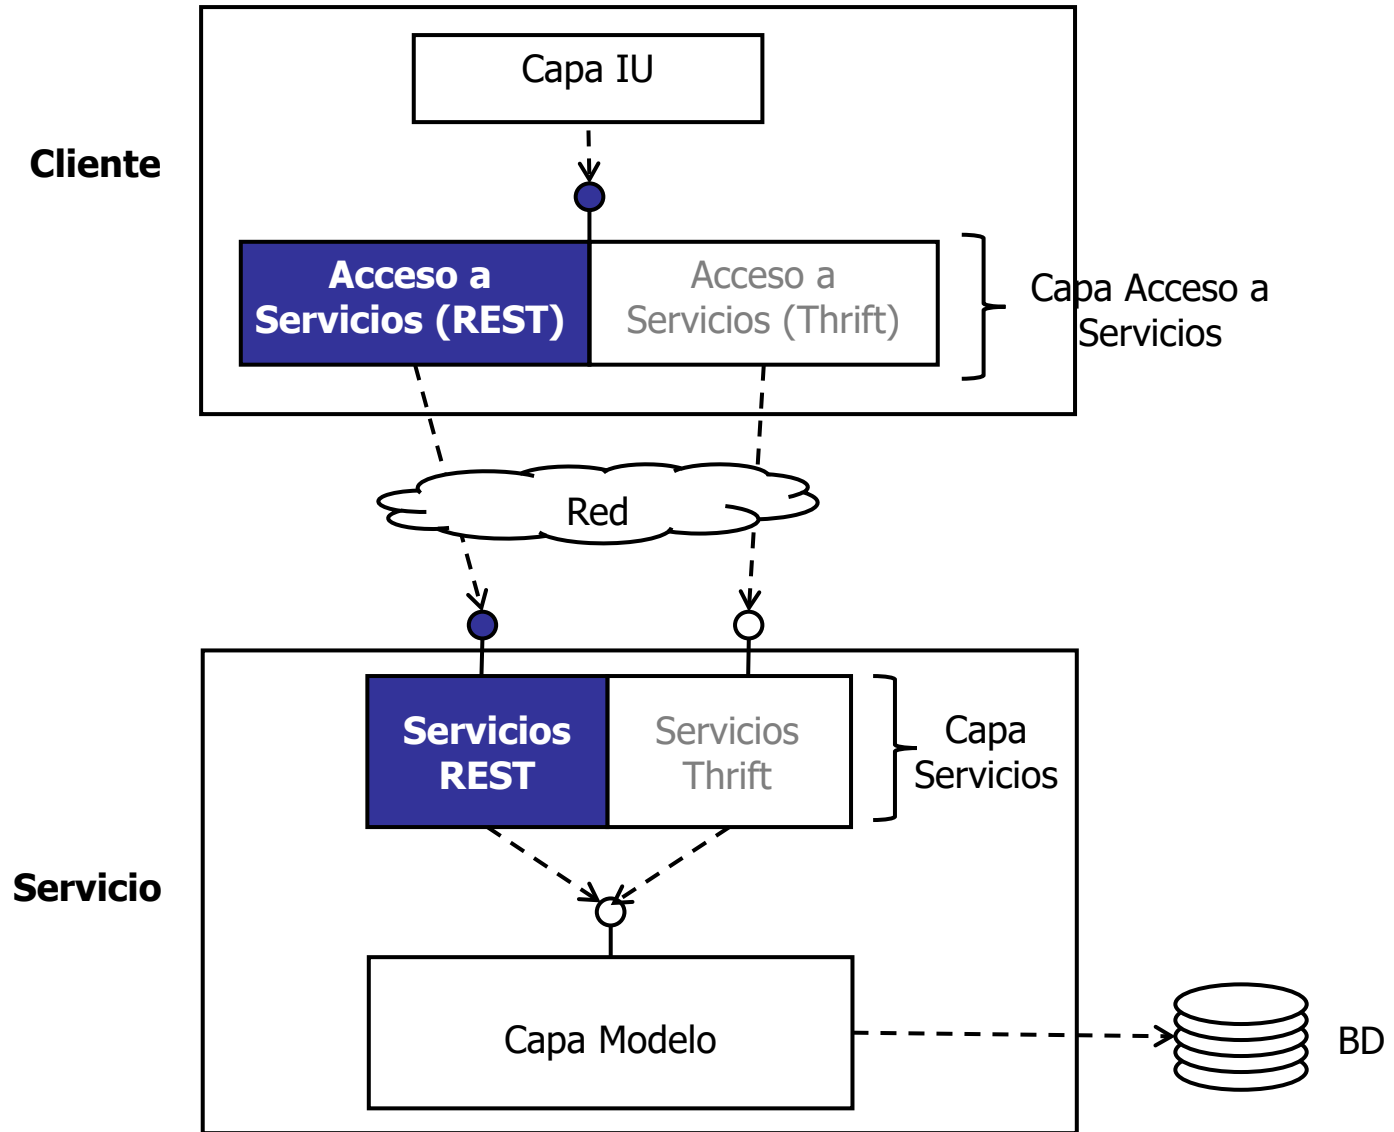 Capa IU
Cliente
Acceso a
Servicios (REST)
Acceso a
Servicios (Thrift)
Capa Acceso a
Servicios
Red
Servicios
REST
Servicios
Thrift
Capa
Servicios
Servicio
Capa Modelo
BD